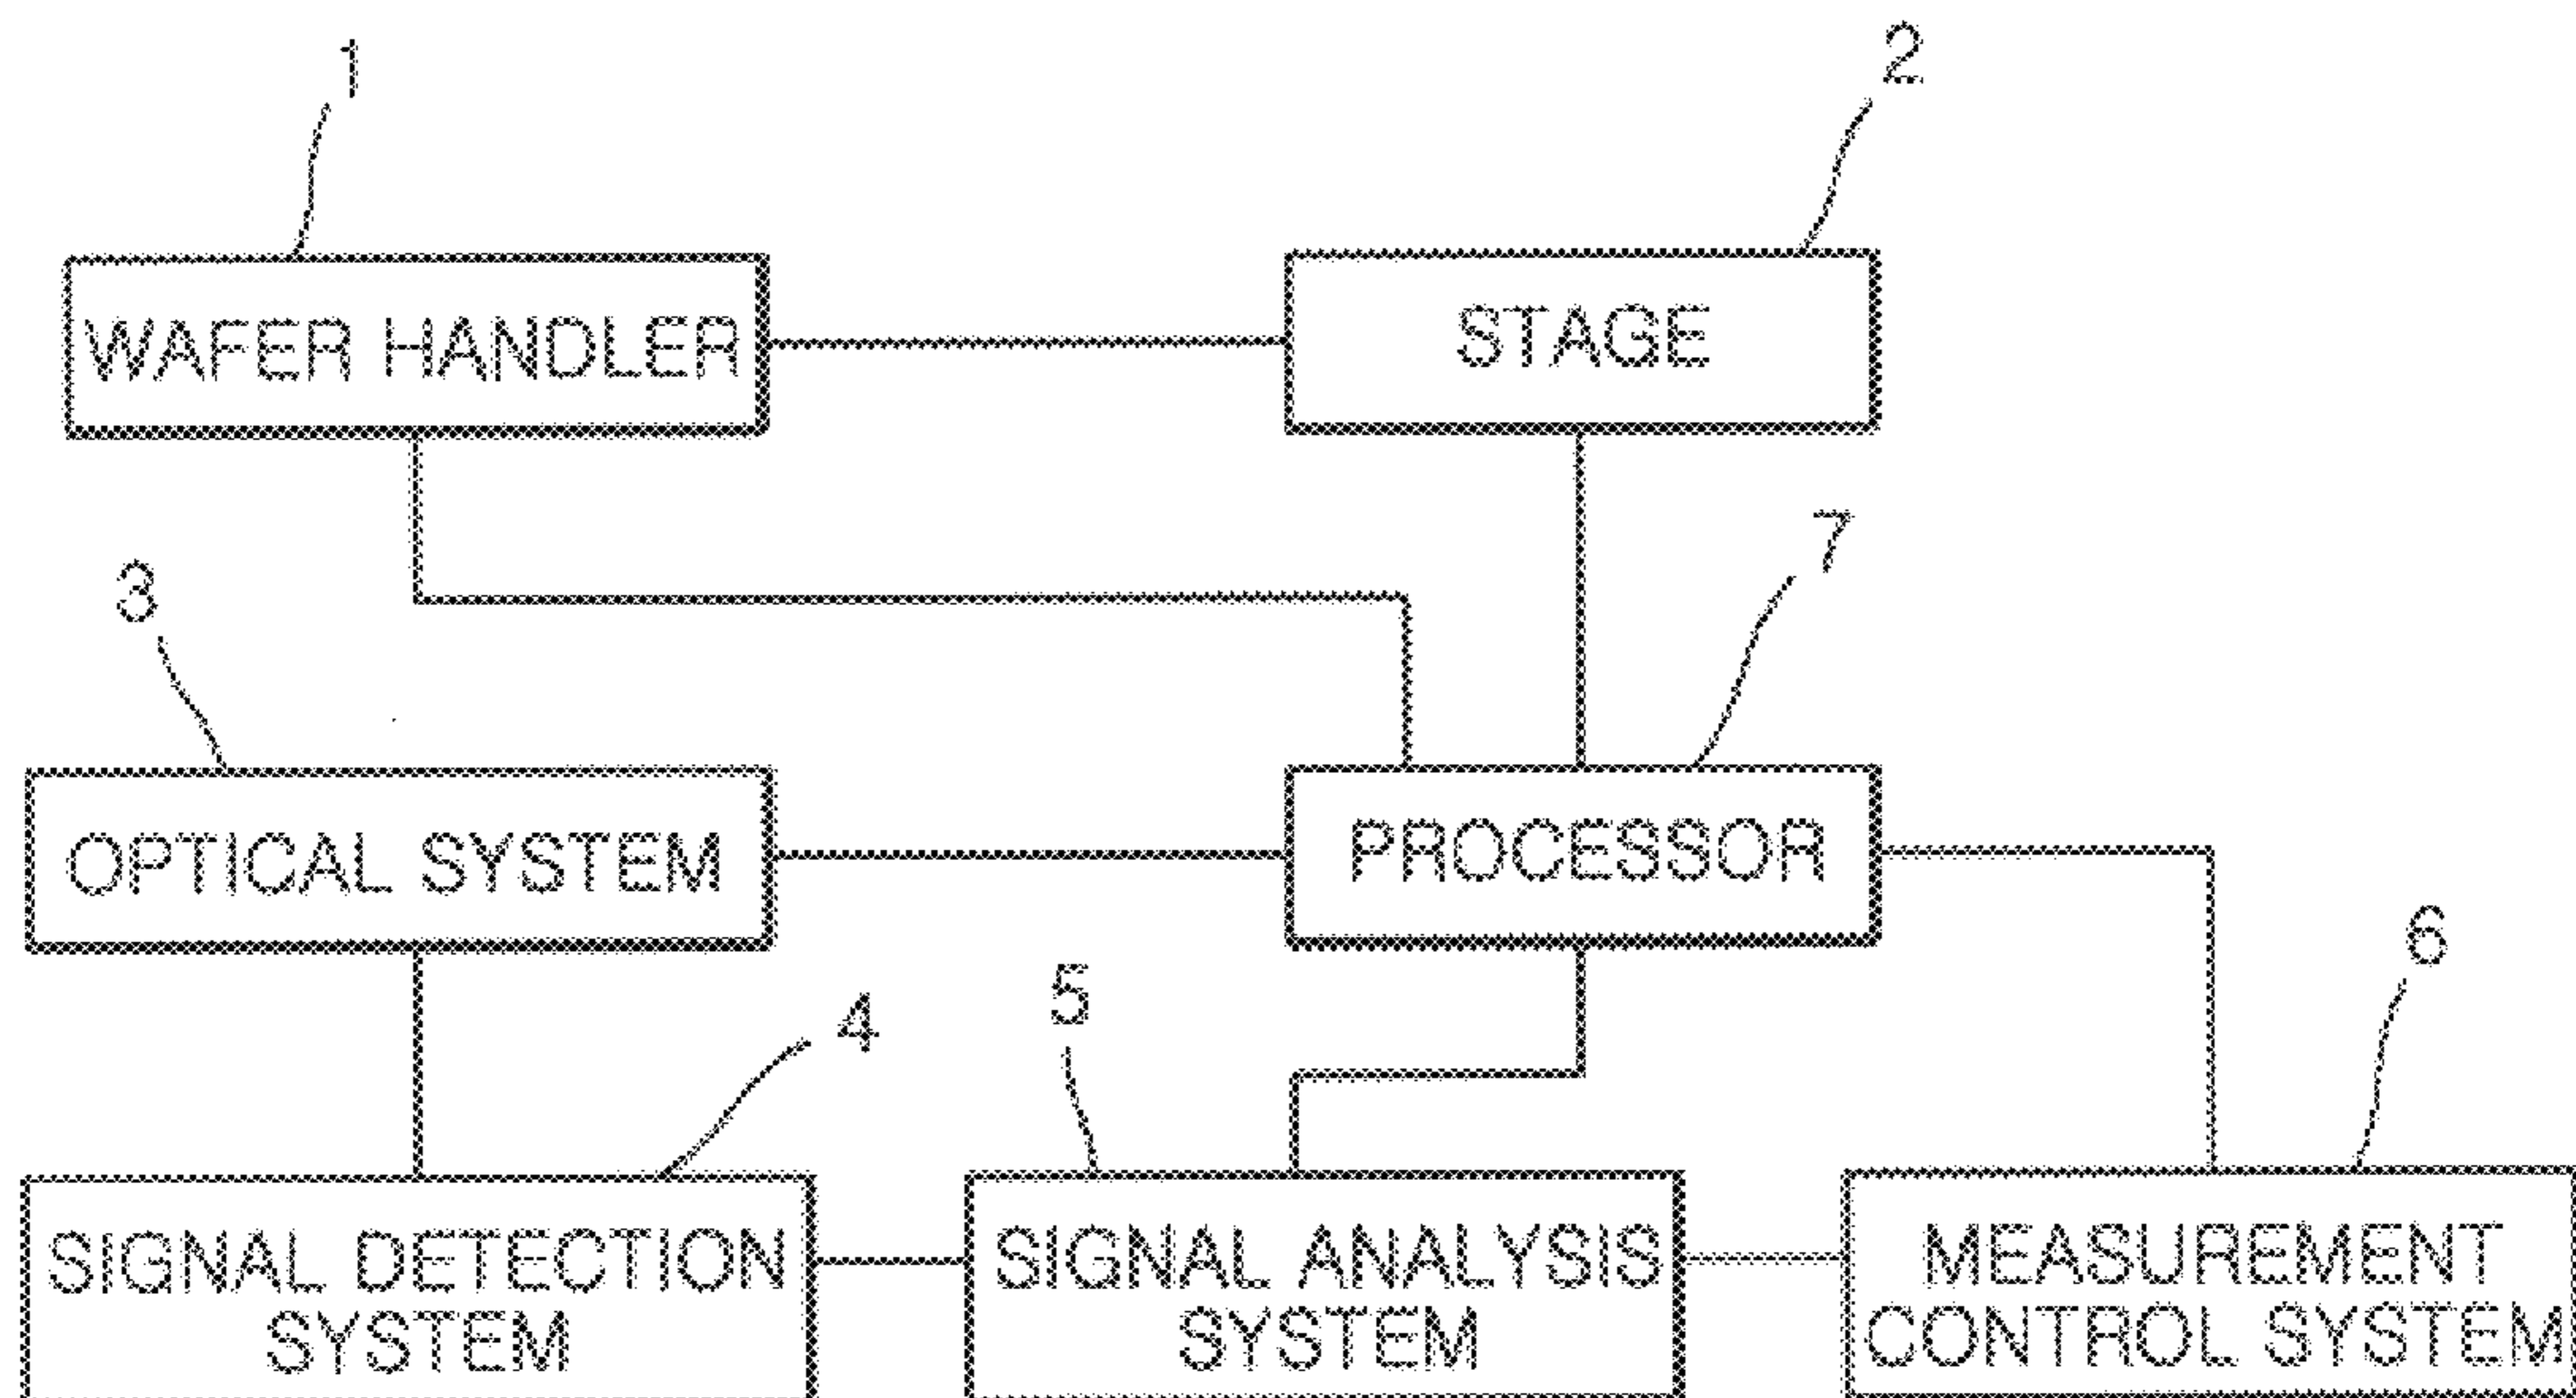 1
2
WAFER HANDLER
STAGE
7
3
OPTICAL SYSTEM
PROCESSOR
6
4
5
SIGNAL DETECTION
SYSTEM
SIGNAL ANALYSIS
SYSTEM
MEASUREMENT
CONTROL SYSTEM